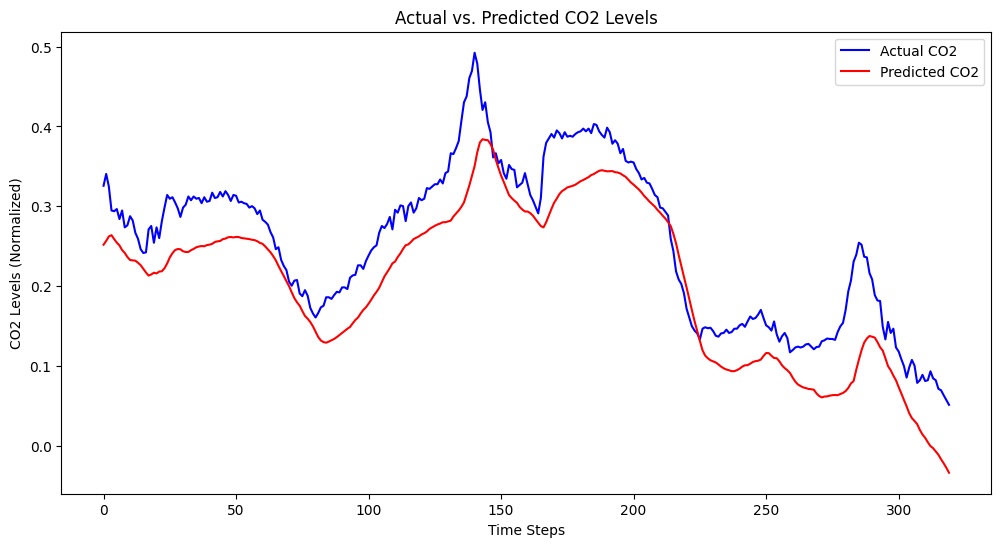 Actual vs. Predicted CO2 Levels
Actual CO2
Predicted CO2
CO2 Levels (Normalized)
0.5
0.4
0.3
0.2
0.1
0.0
0 50 100 150 200 250 300
Time Steps